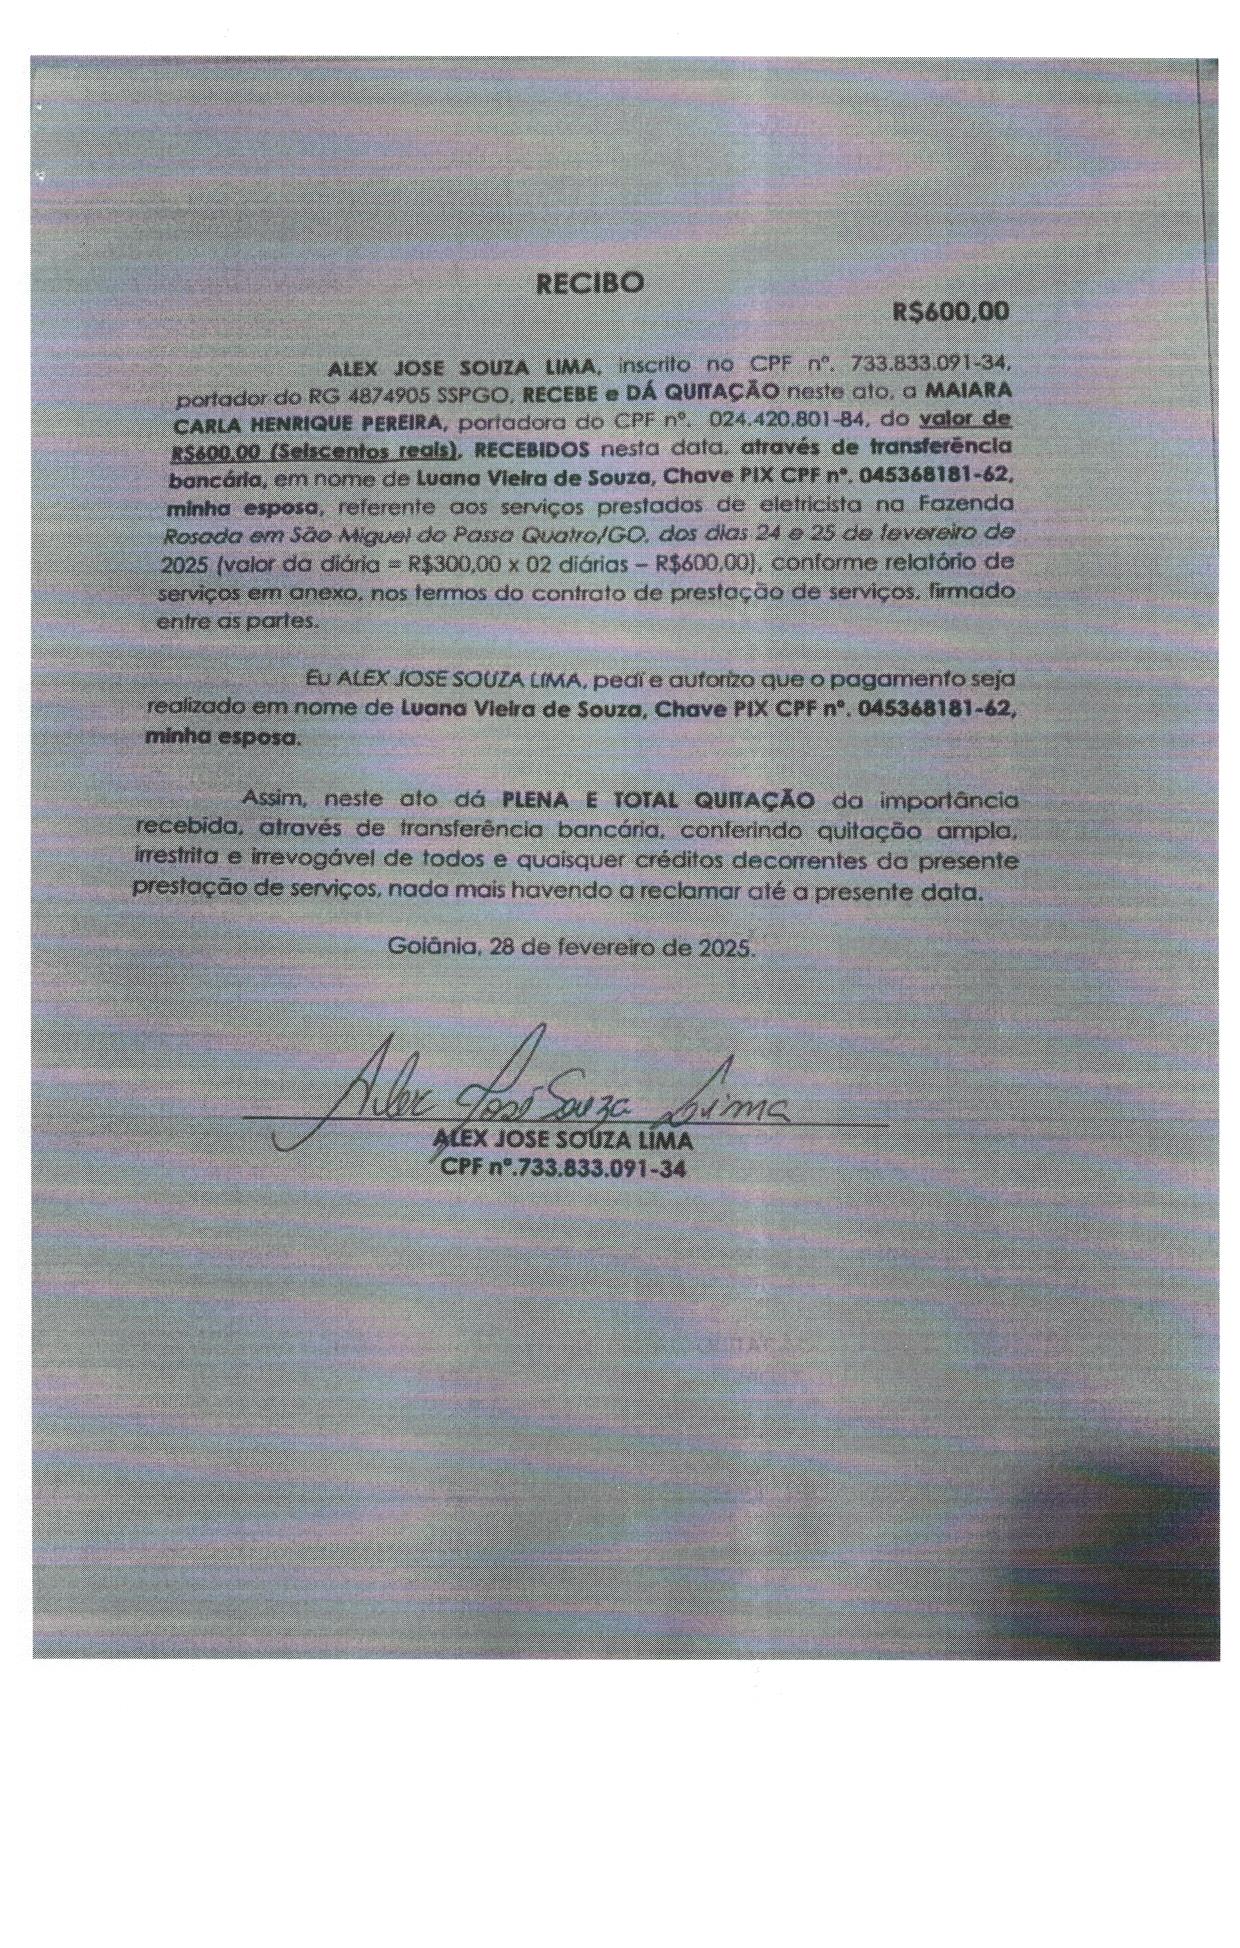 RECIBO
R$600,00
ALEX JOSE SOUZA LIMA, inscrito no CPF nº. 733.833.091-34,
portador do RG 4874905 SSPGO, RECEBE e DÁ QUITAÇÃO neste ato, a MAIARA
CARLA HENRIQUE PEREIRA, portadora do CPF nº. 024.420.801-84, do valor de
R$600,00 (Seiscentos reais), RECEBIDOS nesta data, através de transferência
bancária, em nome de Luana Vieira de Souza, Chave PIX CPF nº. 045368181-62,
minha esposa, referente aos serviços prestados de eletricista na Fazenda
Rosada em São Miguel do Passa Quatro/GO, dos dias 24 e 25 de fevereiro de
2025 (valor da diária = R$300,00 x 02 diárias – R$600,00), conforme relatório de
serviços em anexo, nos termos do contrato de prestação de serviços, firmado
entre as partes.
Eu ALEX JOSE SOUZA LIMA, pedi e autorizo que o pagamento seja
realizado em nome de Luana Vieira de Souza, Chave PIX CPF nº. 045368181-62,
minha esposa.
Assim, neste ato dá PLENA E TOTAL QUITAÇÃO da importância
recebida, através de transferência bancária, conferindo quitação ampla,
irrestrita e irrevogável de todos e quaisquer créditos decorrentes da presente
prestação de serviços, nada mais havendo a reclamar até a presente data.
Goiânia, 28 de fevereiro de 2025.
Alex José Souza Lima
ALEX JOSE SOUZA LIMA
CPF nº.733.833.091-34